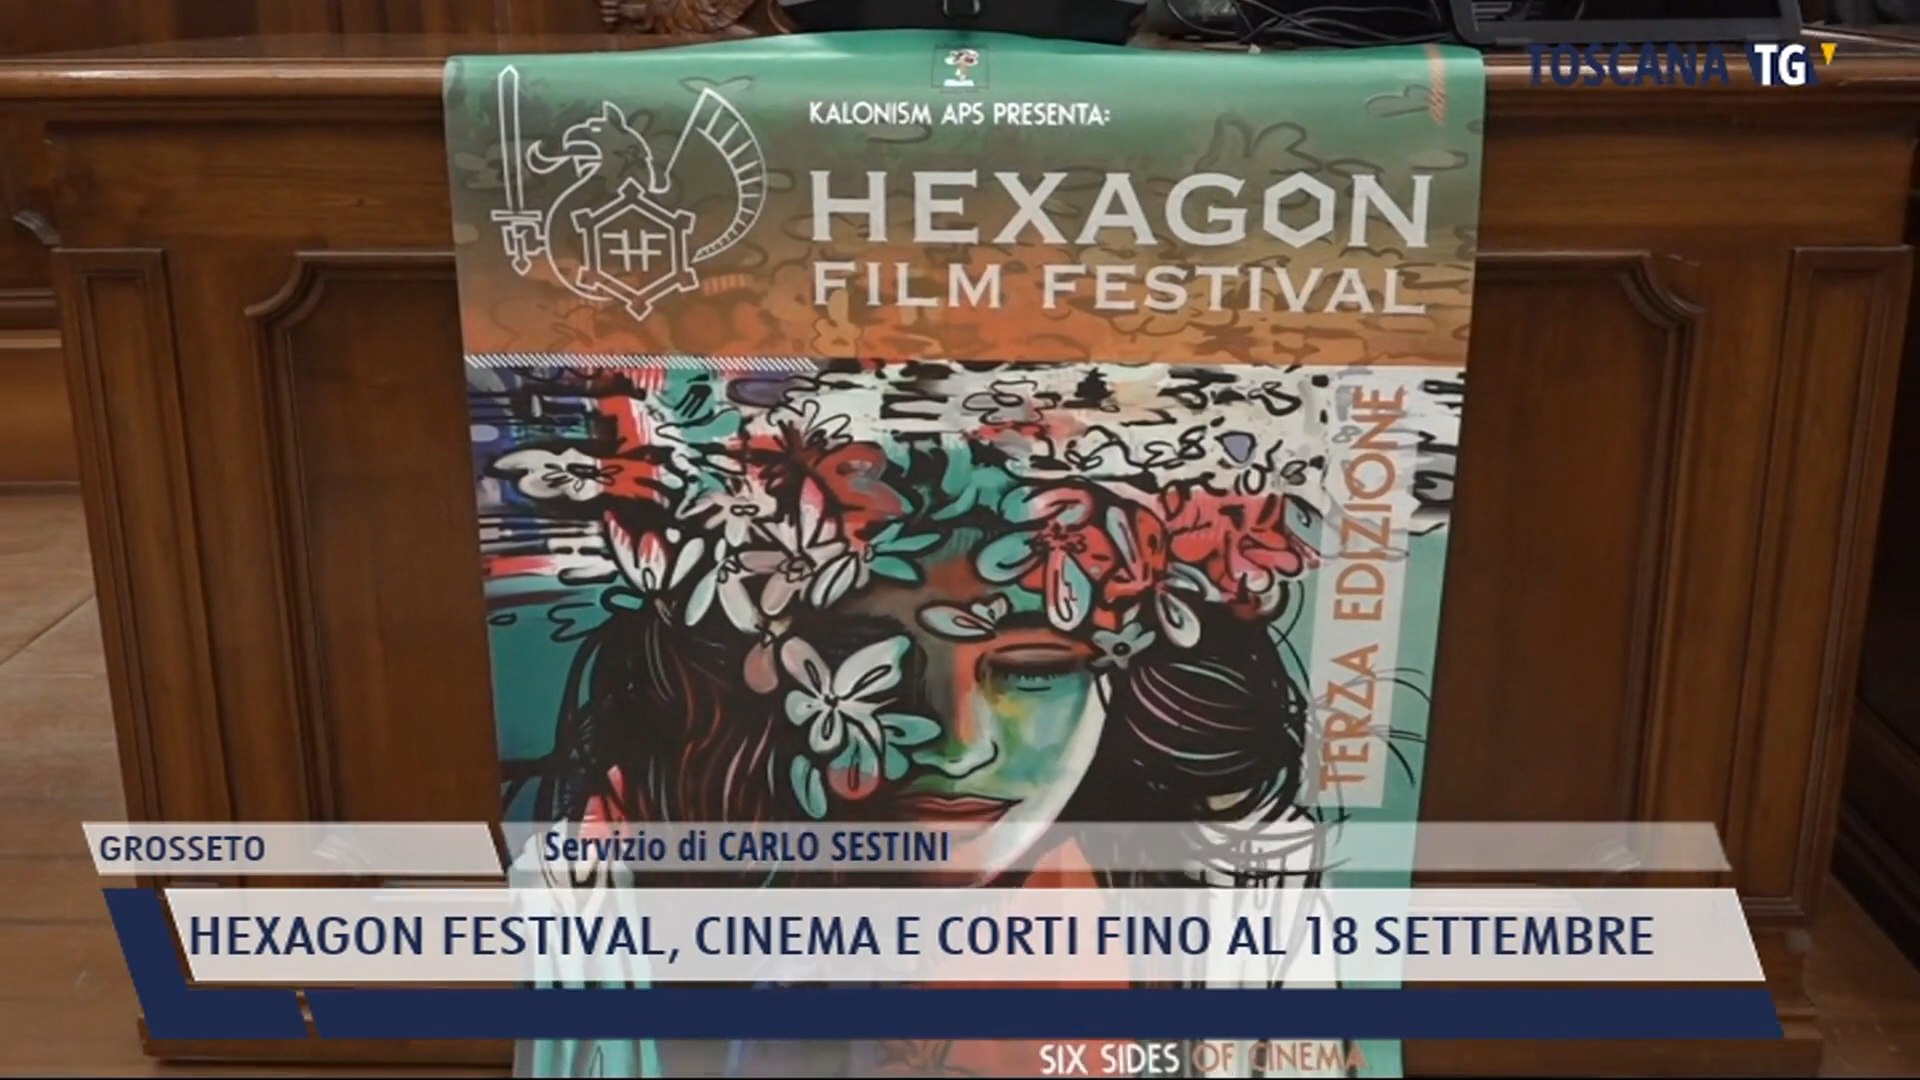 TOSCANA TG
KALONISM APS PRESENTA:
HEXAGON
FILM FESTIVAL
TERZA EDIZIONE
GROSSETO
Servizio di CARLO SESTINI
HEXAGON FESTIVAL, CINEMA E CORTI FINO AL 18 SETTEMBRE
SIX SIDES OF CINEMA